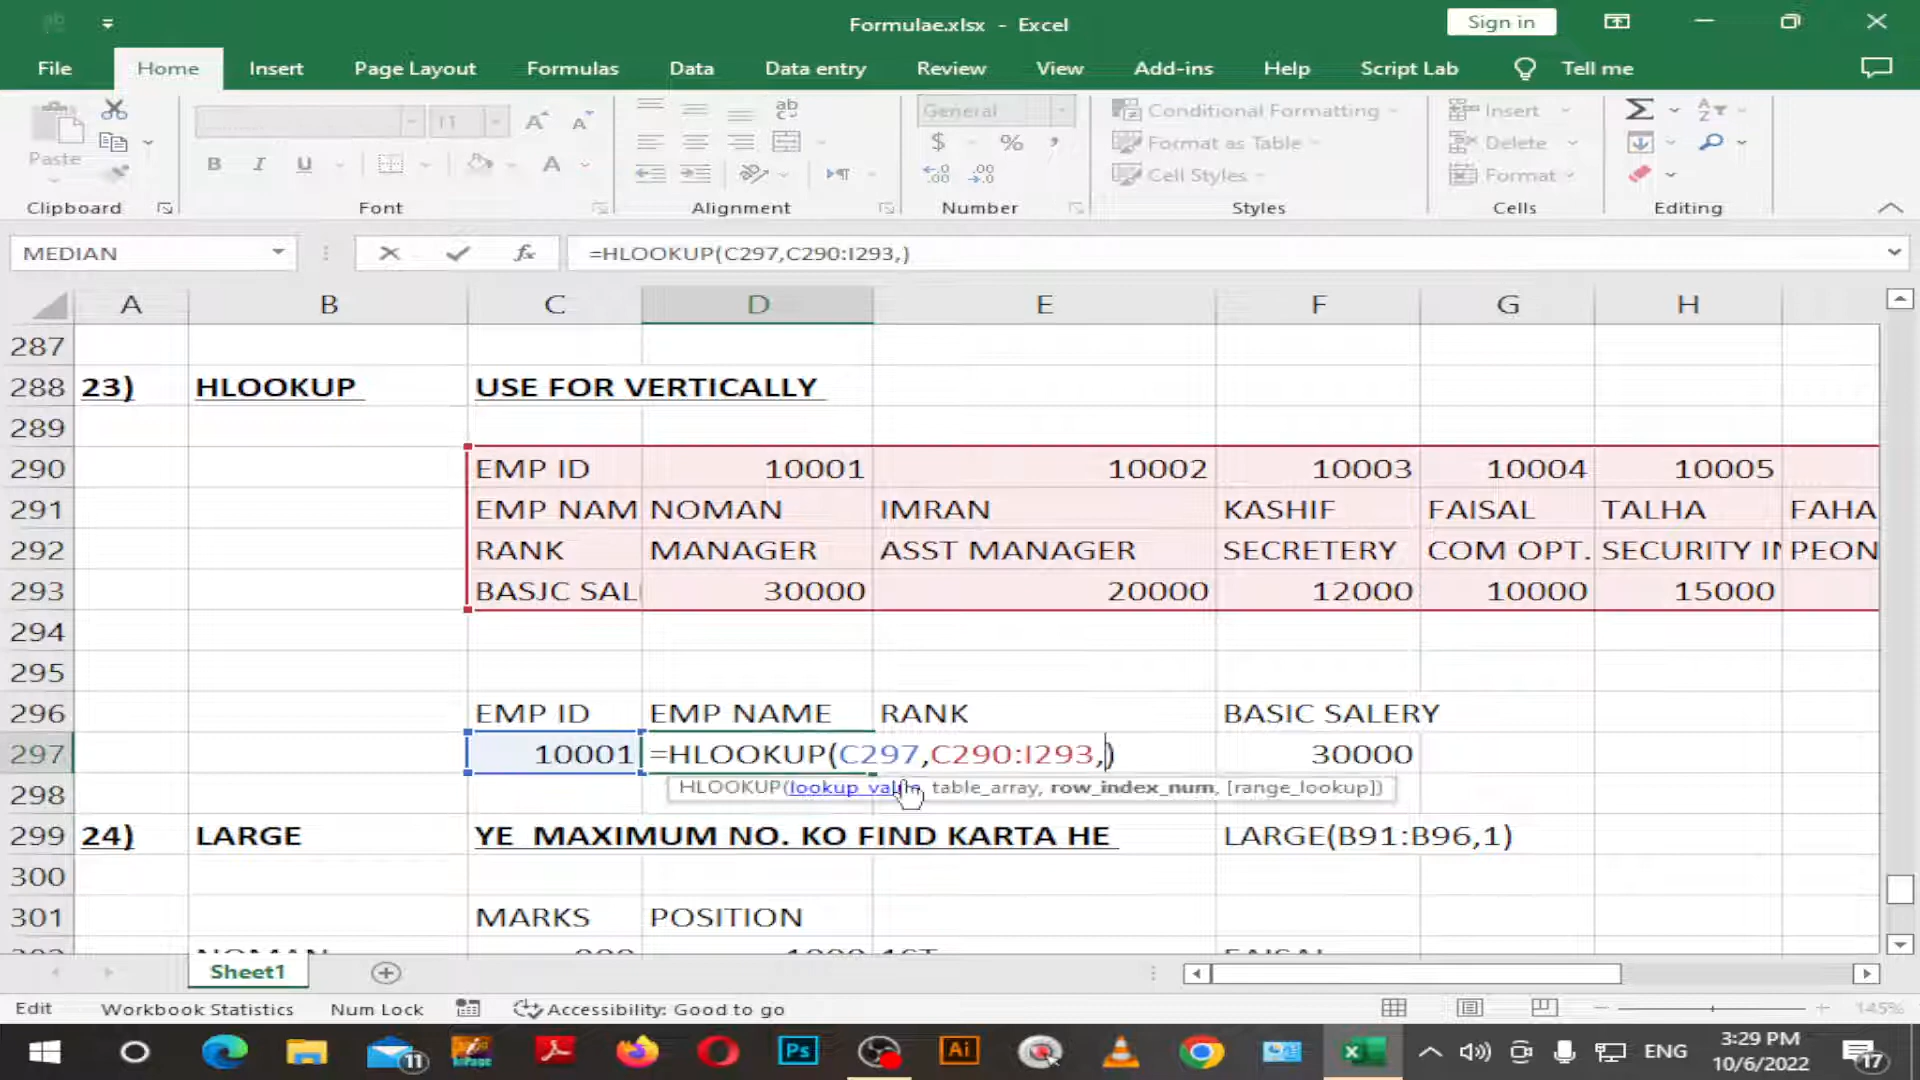 Formulae.xlsx - Excel
Sign in
File Home Insert Page Layout Formulas Data Data entry Review View Add-ins Help Script Lab Tell me
Paste
11
General
Conditional Formatting
Format as Table
Cell Styles
Insert
Delete
Format
Clipboard Font Alignment Number Styles Cells Editing
MEDIAN
=HLOOKUP(C297,C290:I293,)
A B C D E F G H
287
288 23) HLOOKUP USE FOR VERTICALLY
289
290 EMP ID 10001 10002 10003 10004 10005
291 EMP NAM NOMAN IMRAN KASHIF FAISAL TALHA FAHA
292 RANK MANAGER ASST MANAGER SECRETERY COM OPT. SECURITY IN PEON
293 BASJC SAL 30000 20000 12000 10000 15000
294
295
296 EMP ID EMP NAME RANK BASIC SALERY
297 10001 =HLOOKUP(C297,C290:I293,) 30000
HLOOKUP(lookup_value, table_array, row_index_num, [range_lookup])
298
299 24) LARGE YE MAXIMUM NO. KO FIND KARTA HE LARGE(B91:B96,1)
300
301 MARKS POSITION
Sheet1
Edit Workbook Statistics Num Lock Accessibility: Good to go 145%
11 Ps Ai ENG 3:29 PM
10/6/2022 17